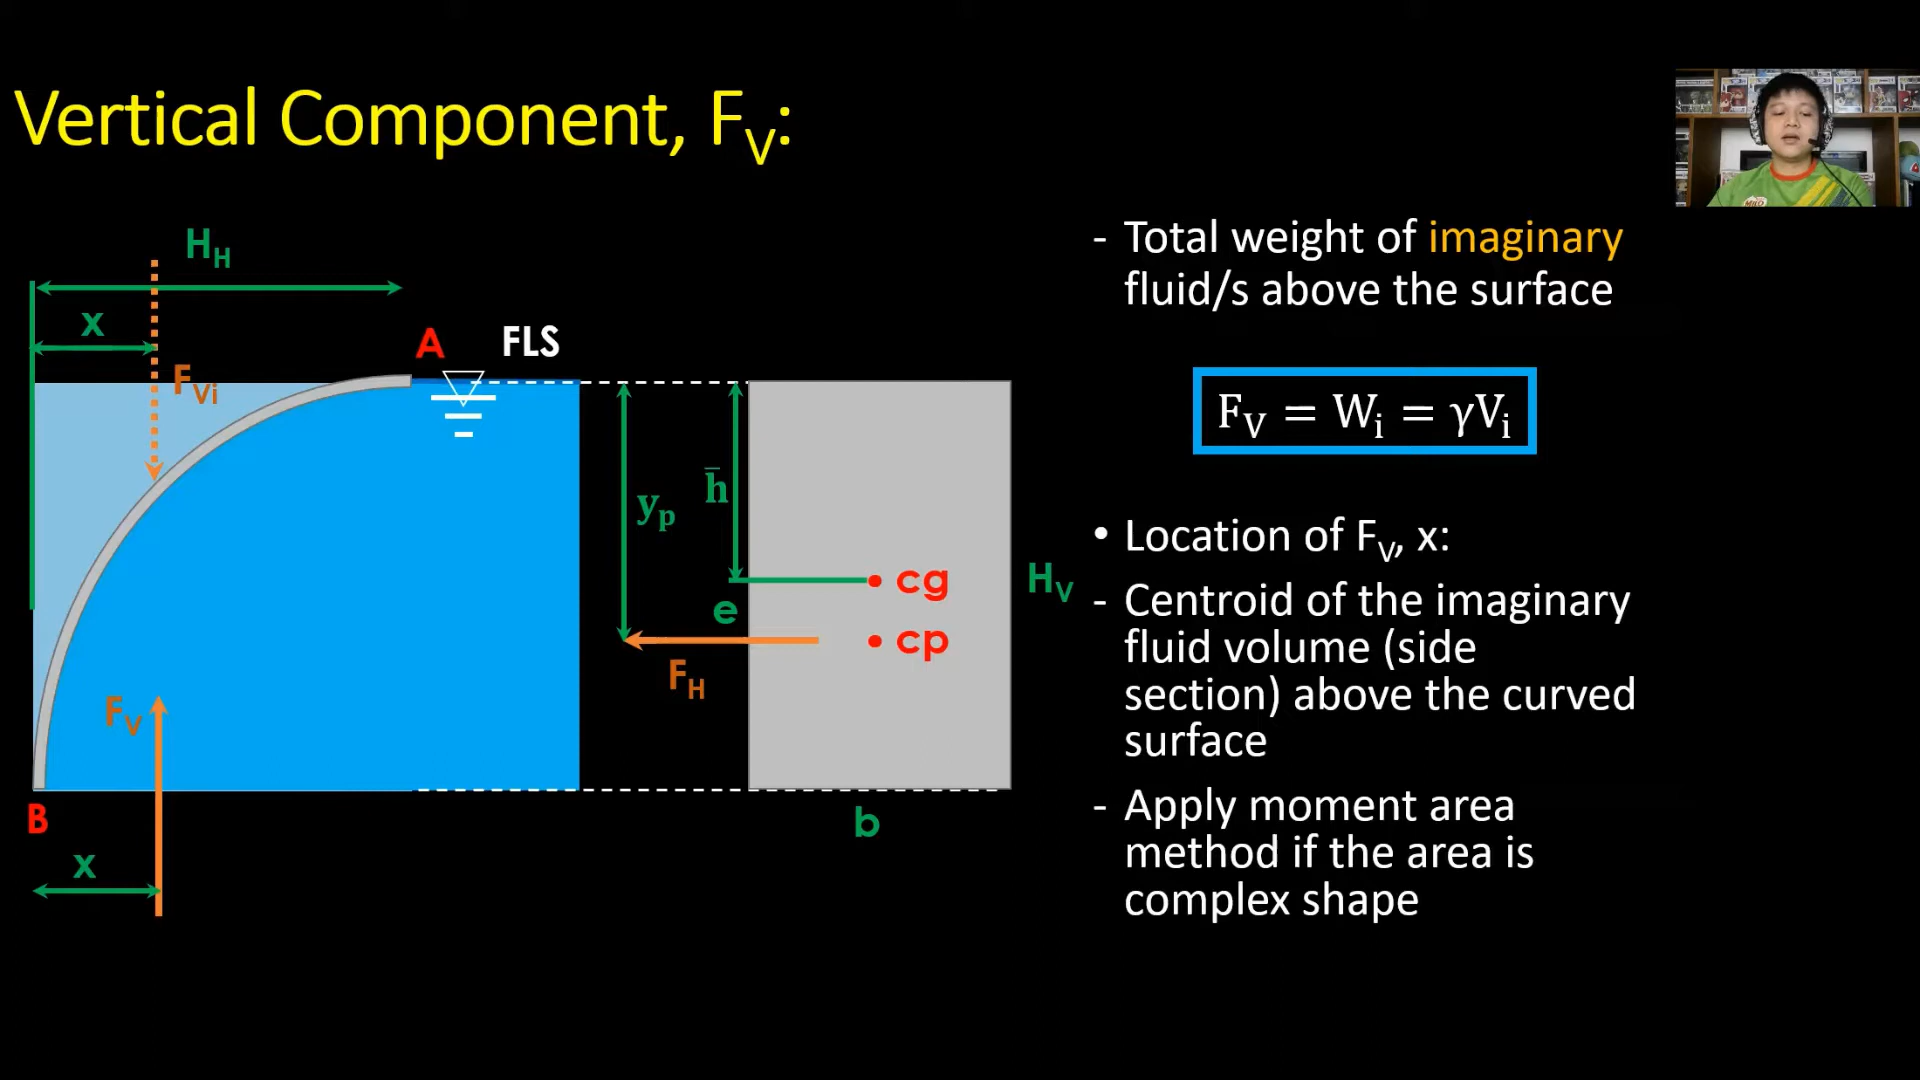 Vertical Component, F_V:
- Total weight of imaginary
fluid/s above the surface
F_V = W_i = γV_i
• Location of F_V, x:
- Centroid of the imaginary
fluid volume (side
section) above the curved
surface
- Apply moment area
method if the area is
complex shape
H_H
x
F_Vi
A
FLS
y_p
h̄
cg
e
cp
F_H
H_V
F_V
B
b
x
MILO